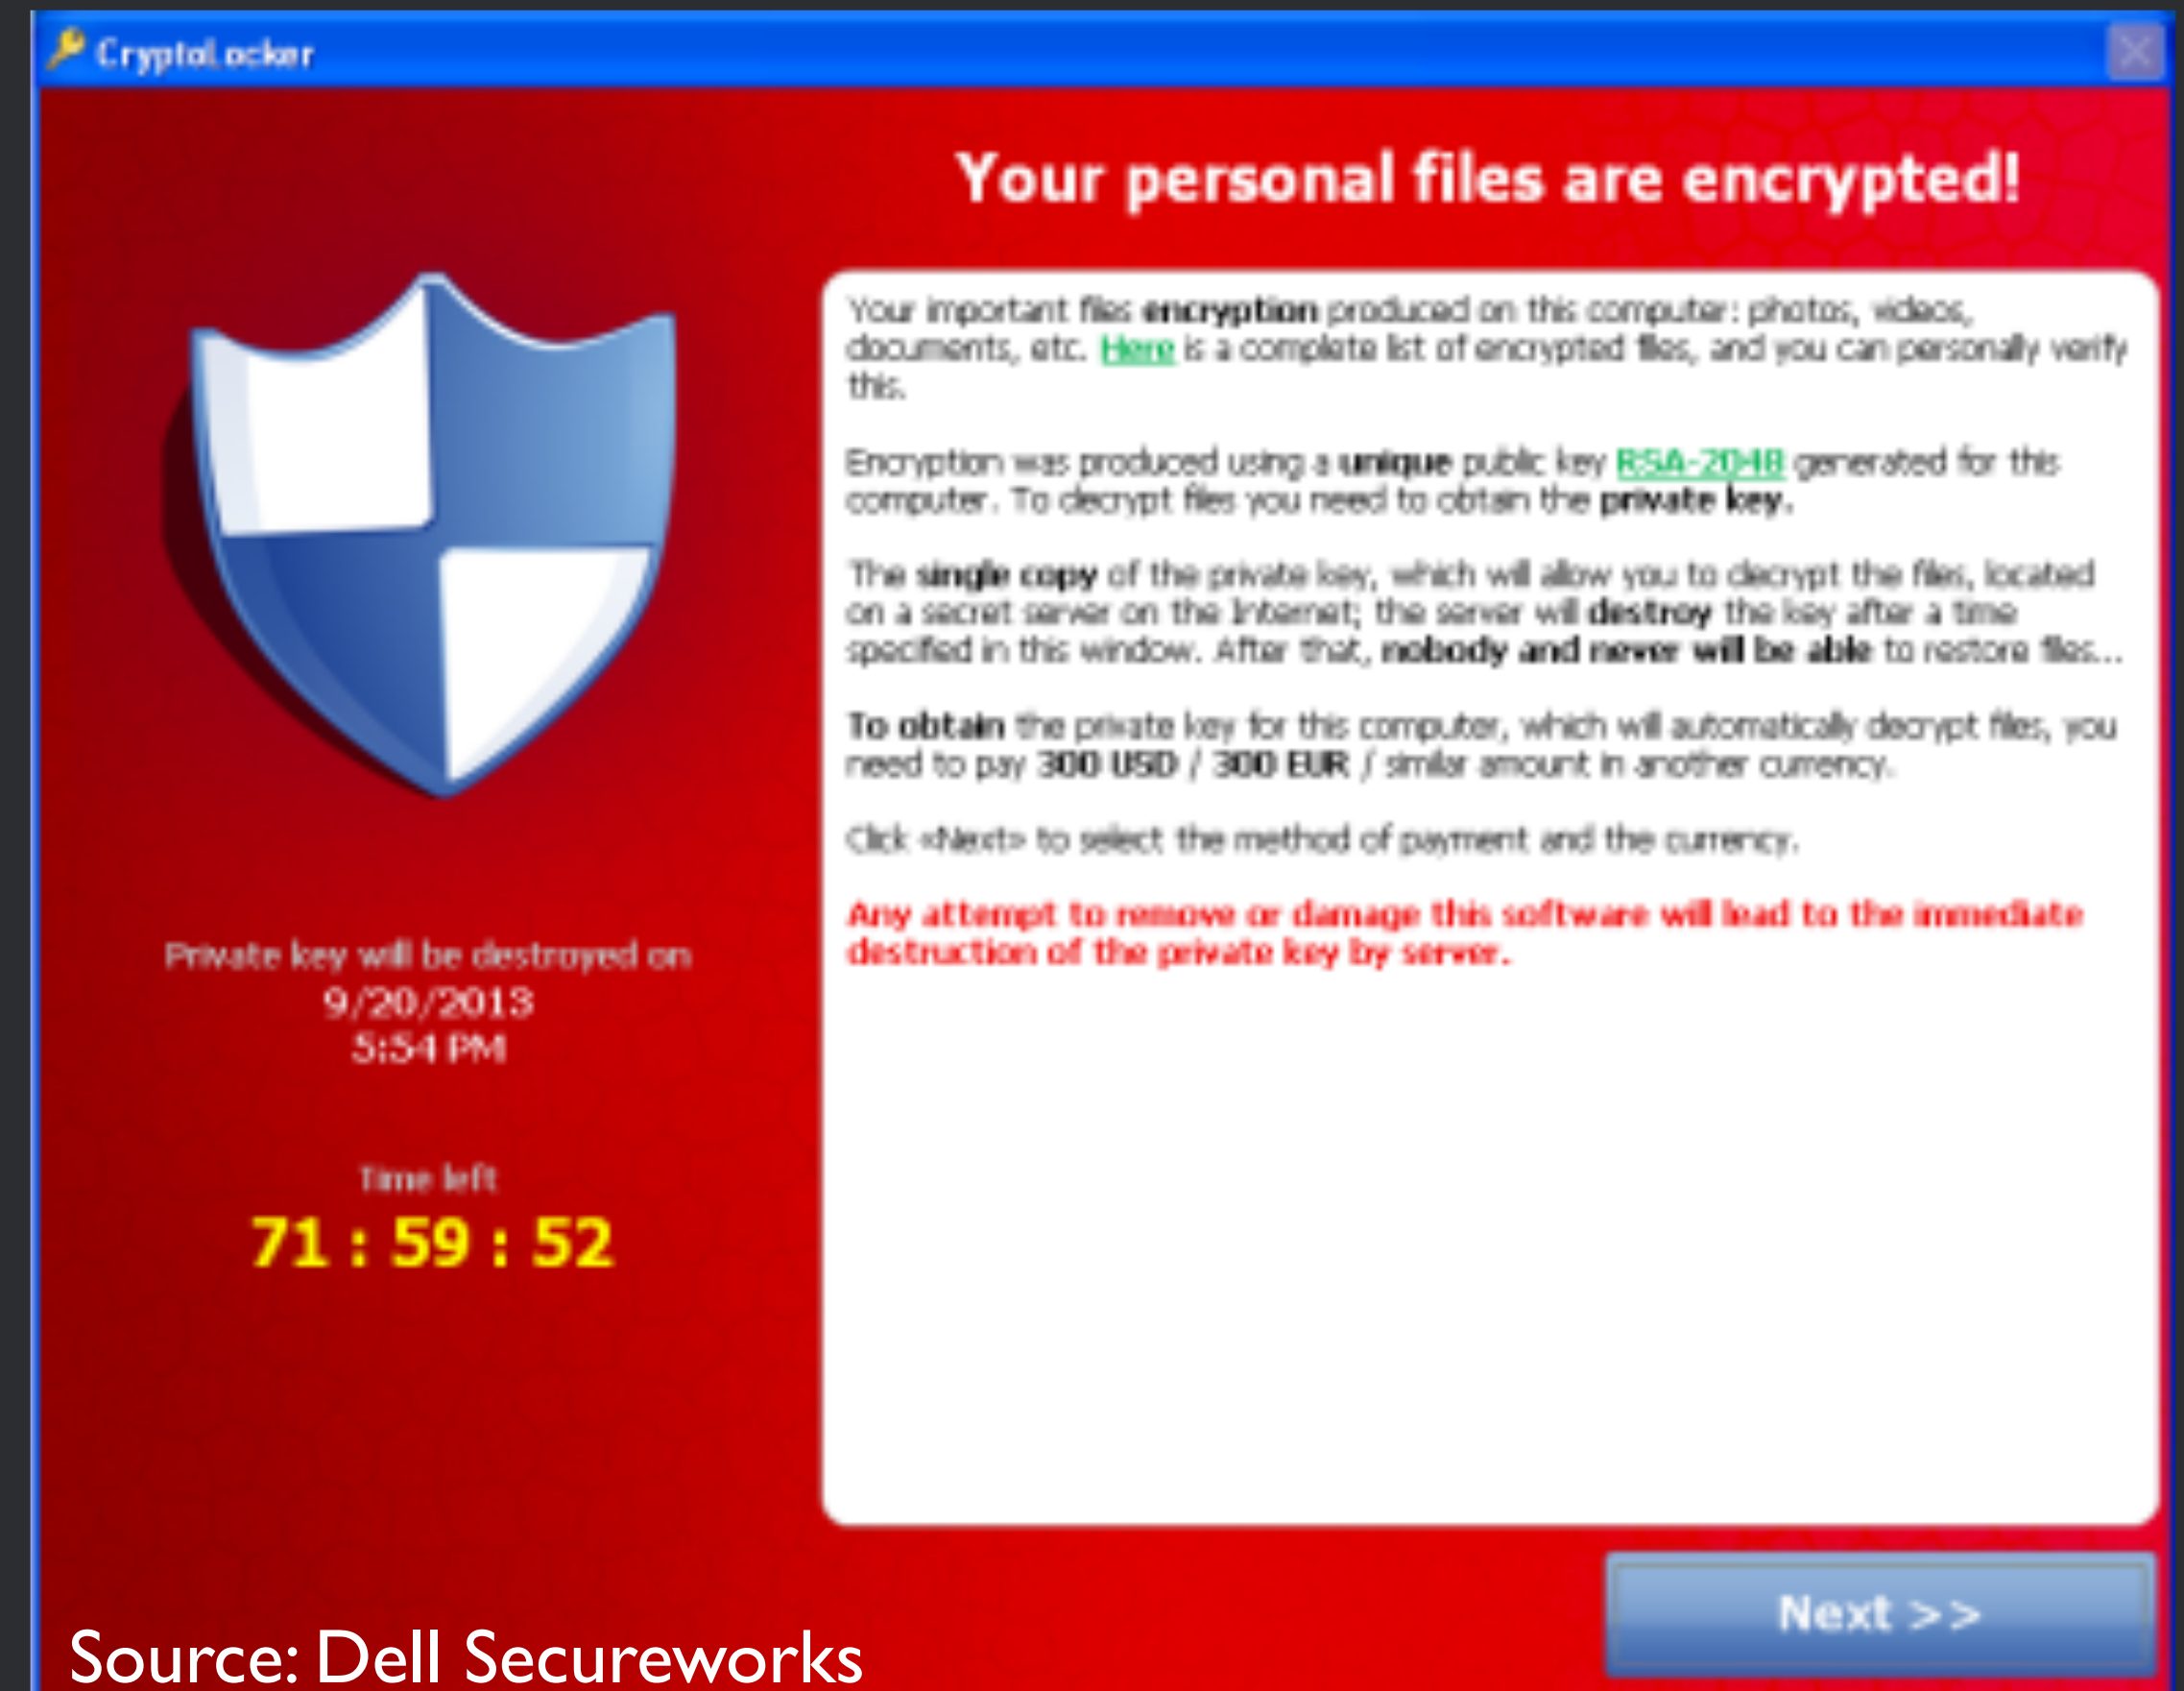 CryptoLocker
Your personal files are encrypted!
Your important files encryption produced on this computer: photos, videos,
documents, etc. Here is a complete list of encrypted files, and you can personally verify
this.
Encryption was produced using a unique public key RSA-2048 generated for this
computer. To decrypt files you need to obtain the private key.
The single copy of the private key, which will allow you to decrypt the files, located
on a secret server on the Internet; the server will destroy the key after a time
specified in this window. After that, nobody and never will be able to restore files...
To obtain the private key for this computer, which will automatically decrypt files, you
need to pay 300 USD / 300 EUR / similar amount in another currency.
Click «Next» to select the method of payment and the currency.
Any attempt to remove or damage this software will lead to the immediate
destruction of the private key by server.
Private key will be destroyed on
9/20/2013
5:54 PM
Time left
71 : 59 : 52
Next >>
Source: Dell Secureworks